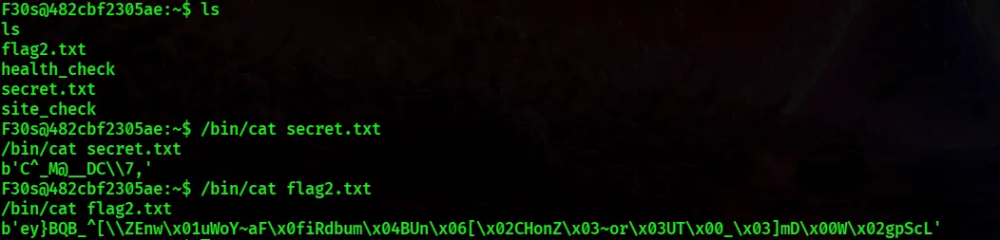 F30s@482cbf2305ae:~$ ls
ls
flag2.txt
health_check
secret.txt
site_check
F30s@482cbf2305ae:~$ /bin/cat secret.txt
/bin/cat secret.txt
b'C^_M@__DC\\7,'
F30s@482cbf2305ae:~$ /bin/cat flag2.txt
/bin/cat flag2.txt
b'ey}BQB_^[\\ZEnw\x01uWoY~aF\x0fiRdbum\x04BUn\x06[\x02CHonZ\x03~or\x03UT\x00_\x03]mD\x00W\x02gpScL'